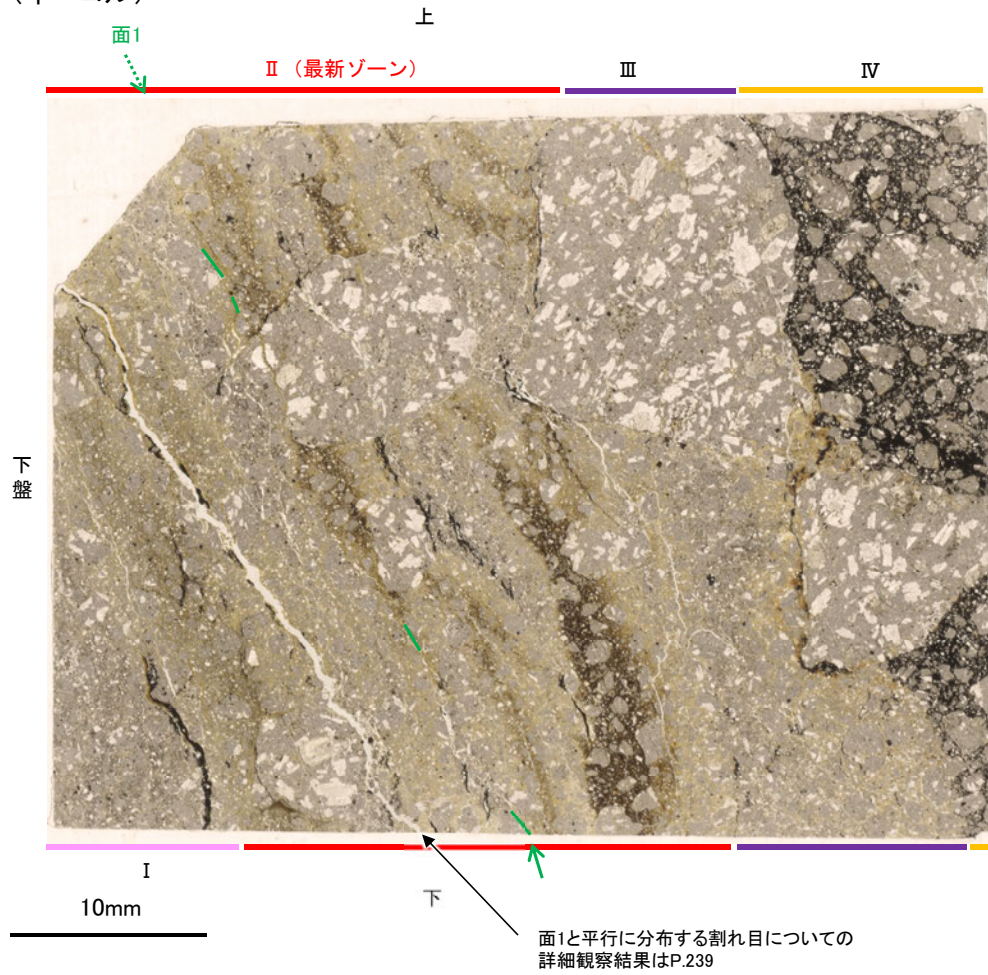 上
面1
Ⅱ（最新ゾーン）
Ⅲ
Ⅳ
下盤
Ⅰ
下
10mm
面1と平行に分布する割れ目についての
詳細観察結果はP.239